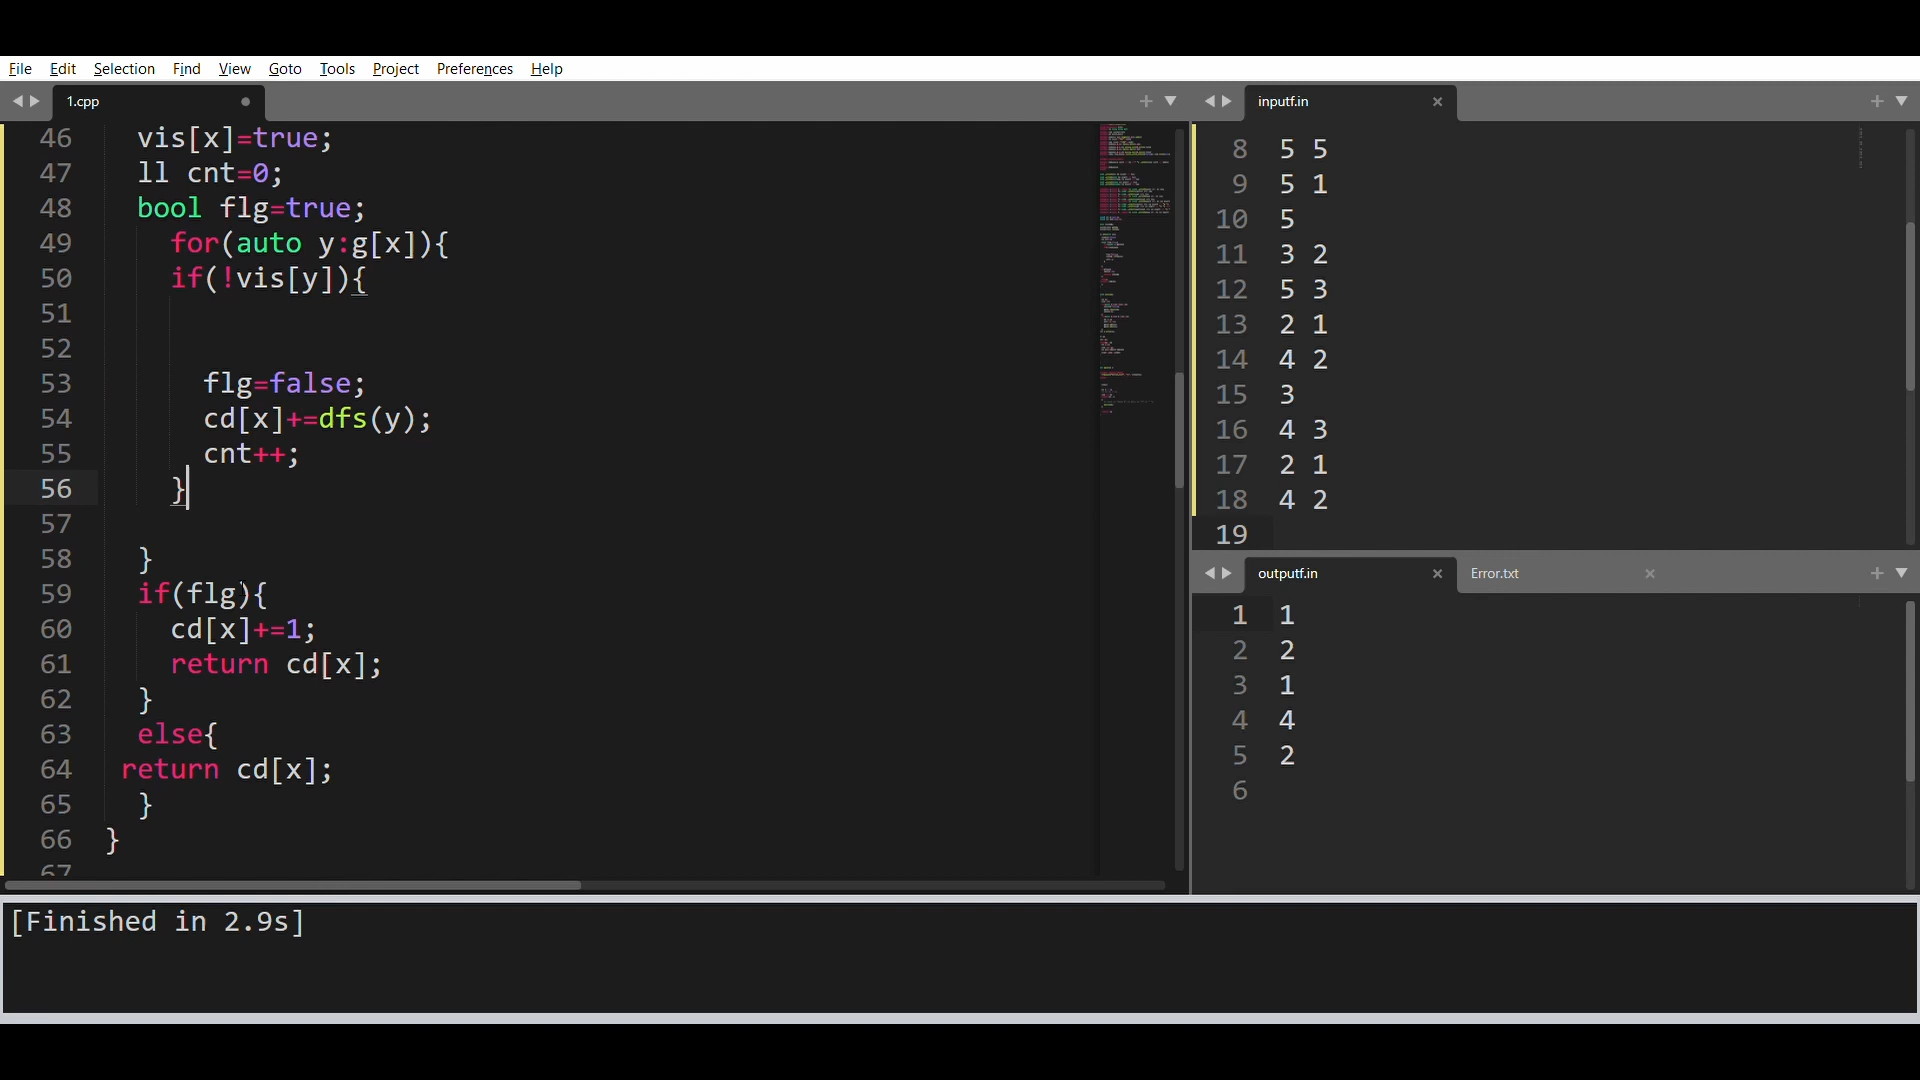 File Edit Selection Find View Goto Tools Project Preferences Help
1.cpp
46 vis[x]=true;
47 ll cnt=0;
48 bool flg=true;
49 for(auto y:g[x]){
50 if(!vis[y]){
51
52
53 flg=false;
54 cd[x]+=dfs(y);
55 cnt++;
56 }
57
58 }
59 if(flg){
60 cd[x]+=1;
61 return cd[x];
62 }
63 else{
64 return cd[x];
65 }
66 }
67
inputf.in
8 5 5
9 5 1
10 5
11 3 2
12 5 3
13 2 1
14 4 2
15 3
16 4 3
17 2 1
18 4 2
19
outputf.in Error.txt
1 1
2 2
3 1
4 4
5 2
6
[Finished in 2.9s]